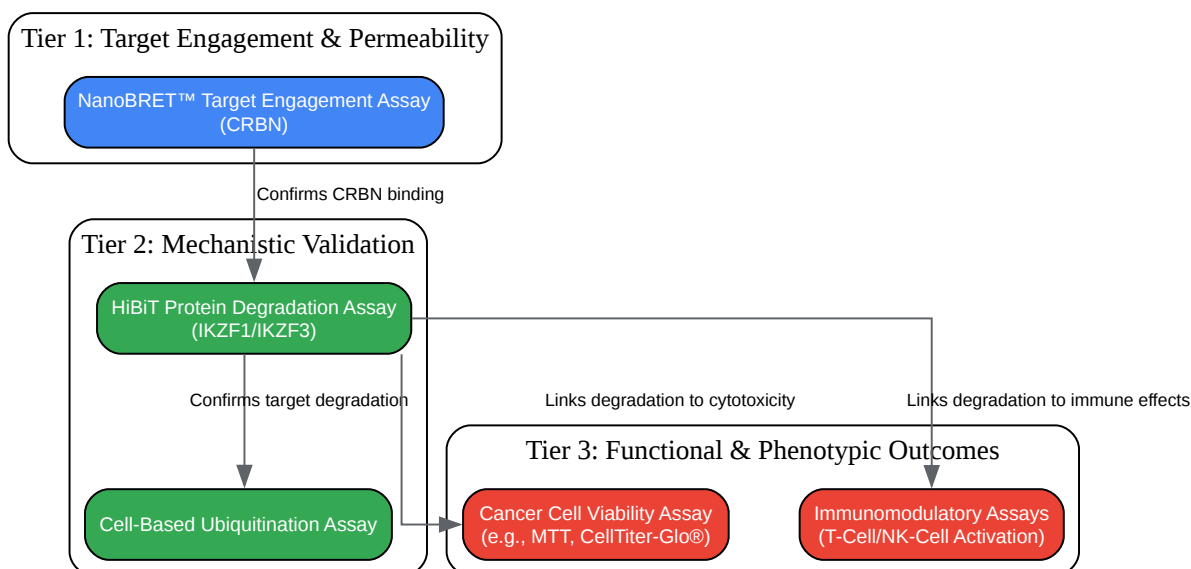 Tier 1: Target Engagement & Permeability
NanoBRET™ Target Engagement Assay
(CRBN)
Confirms CRBN binding
Tier 2: Mechanistic Validation
HiBiT Protein Degradation Assay
(IKZF1/IKZF3)
Confirms target degradation
Links degradation to cytotoxicity
Links degradation to immune effects
Tier 3: Functional & Phenotypic Outcomes
Cell-Based Ubiquitination Assay
Cancer Cell Viability Assay
(e.g., MTT, CellTiter-Glo®)
Immunomodulatory Assays
(T-Cell/NK-Cell Activation)